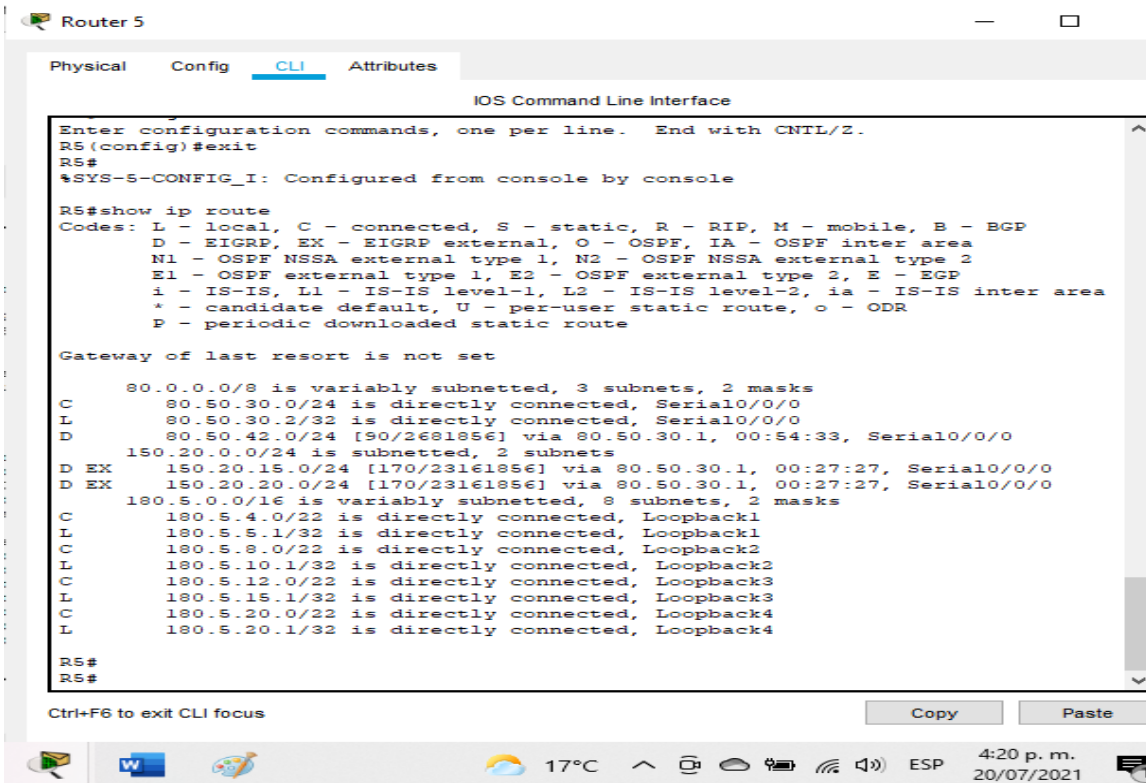 Router 5
Physical Config CLI Attributes
IOS Command Line Interface
Enter configuration commands, one per line.  End with CNTL/Z.
R5(config)#exit
R5#
%SYS-5-CONFIG_I: Configured from console by console
R5#show ip route
Codes: L - local, C - connected, S - static, R - RIP, M - mobile, B - BGP
D - EIGRP, EX - EIGRP external, O - OSPF, IA - OSPF inter area
N1 - OSPF NSSA external type 1, N2 - OSPF NSSA external type 2
E1 - OSPF external type 1, E2 - OSPF external type 2, E - EGP
i - IS-IS, L1 - IS-IS level-1, L2 - IS-IS level-2, ia - IS-IS inter area
* - candidate default, U - per-user static route, o - ODR
P - periodic downloaded static route
Gateway of last resort is not set
80.0.0.0/8 is variably subnetted, 3 subnets, 2 masks
C 80.50.30.0/24 is directly connected, Serial0/0/0
L 80.50.30.2/32 is directly connected, Serial0/0/0
D 80.50.42.0/24 [90/2681856] via 80.50.30.1, 00:54:33, Serial0/0/0
150.20.0.0/24 is subnetted, 2 subnets
D EX 150.20.15.0/24 [170/23161856] via 80.50.30.1, 00:27:27, Serial0/0/0
D EX 150.20.20.0/24 [170/23161856] via 80.50.30.1, 00:27:27, Serial0/0/0
180.5.0.0/16 is variably subnetted, 8 subnets, 2 masks
C 180.5.4.0/22 is directly connected, Loopback1
L 180.5.5.1/32 is directly connected, Loopback1
C 180.5.8.0/22 is directly connected, Loopback2
L 180.5.10.1/32 is directly connected, Loopback2
C 180.5.12.0/22 is directly connected, Loopback3
L 180.5.15.1/32 is directly connected, Loopback3
C 180.5.20.0/22 is directly connected, Loopback4
L 180.5.20.1/32 is directly connected, Loopback4
R5#
R5#
Ctrl+F6 to exit CLI focus Copy Paste
W 17°C ESP 4:20 p. m.
20/07/2021